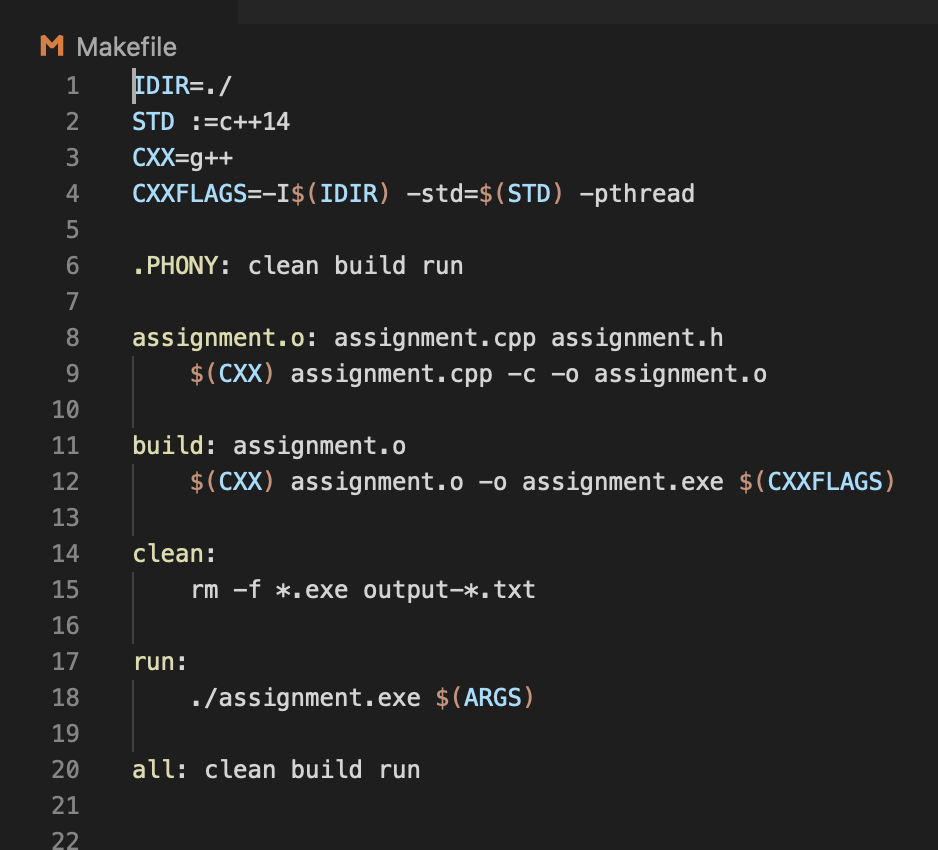 M Makefile
1 IDIR=./
2 STD :=c++14
3 CXX=g++
4 CXXFLAGS=-I$(IDIR) -std=$(STD) -pthread
5
6 .PHONY: clean build run
7
8 assignment.o: assignment.cpp assignment.h
9 $(CXX) assignment.cpp -c -o assignment.o
10
11 build: assignment.o
12 $(CXX) assignment.o -o assignment.exe $(CXXFLAGS)
13
14 clean:
15 rm -f *.exe output-*.txt
16
17 run:
18 ./assignment.exe $(ARGS)
19
20 all: clean build run
21
22